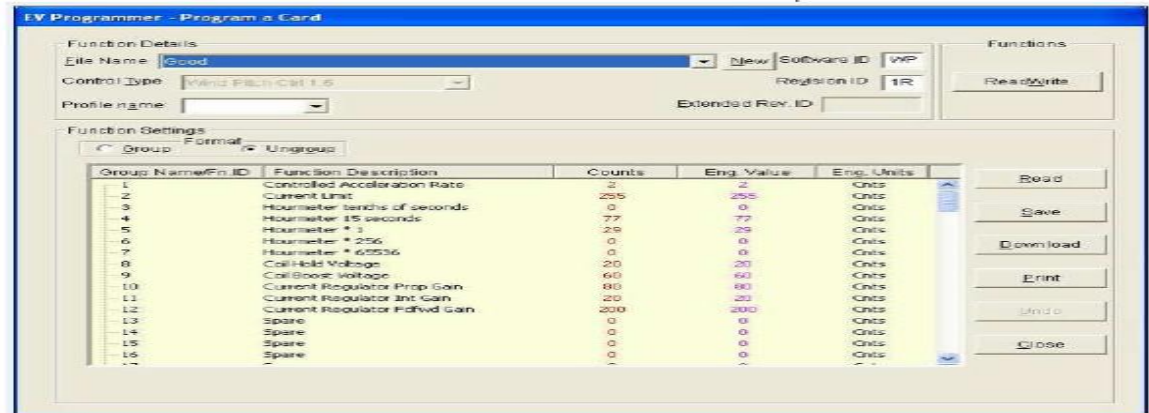 EV Programmer - Program a Card
Function Details
File Name Good New Software ID WP
Control Type Wind Pitch Ctrl 1.6 Revision ID 1R
Profile name Extended Rev. ID
Functions
Read/Write
Function Settings
Format
Group Ungroup
Group Name/Fn.ID Function Description Counts Eng. Value Eng. Units
1 Controlled Acceleration Rate 2 2 Cnts
2 Current Limit 255 255 Cnts
3 Hourmeter tenths of seconds 0 0 Cnts
4 Hourmeter 15 seconds 77 77 Cnts
5 Hourmeter * 1 29 29 Cnts
6 Hourmeter * 256 0 0 Cnts
7 Hourmeter * 65536 0 0 Cnts
8 Coil Hold Voltage 20 20 Cnts
9 Coil Boost Voltage 60 60 Cnts
10 Current Regulator Prop Gain 80 80 Cnts
11 Current Regulator Int Gain 20 20 Cnts
12 Current Regulator Fdfwd Gain 200 200 Cnts
13 Spare 0 0 Cnts
14 Spare 0 0 Cnts
15 Spare 0 0 Cnts
16 Spare 0 0 Cnts
Read
Save
Download
Print
Undo
Close